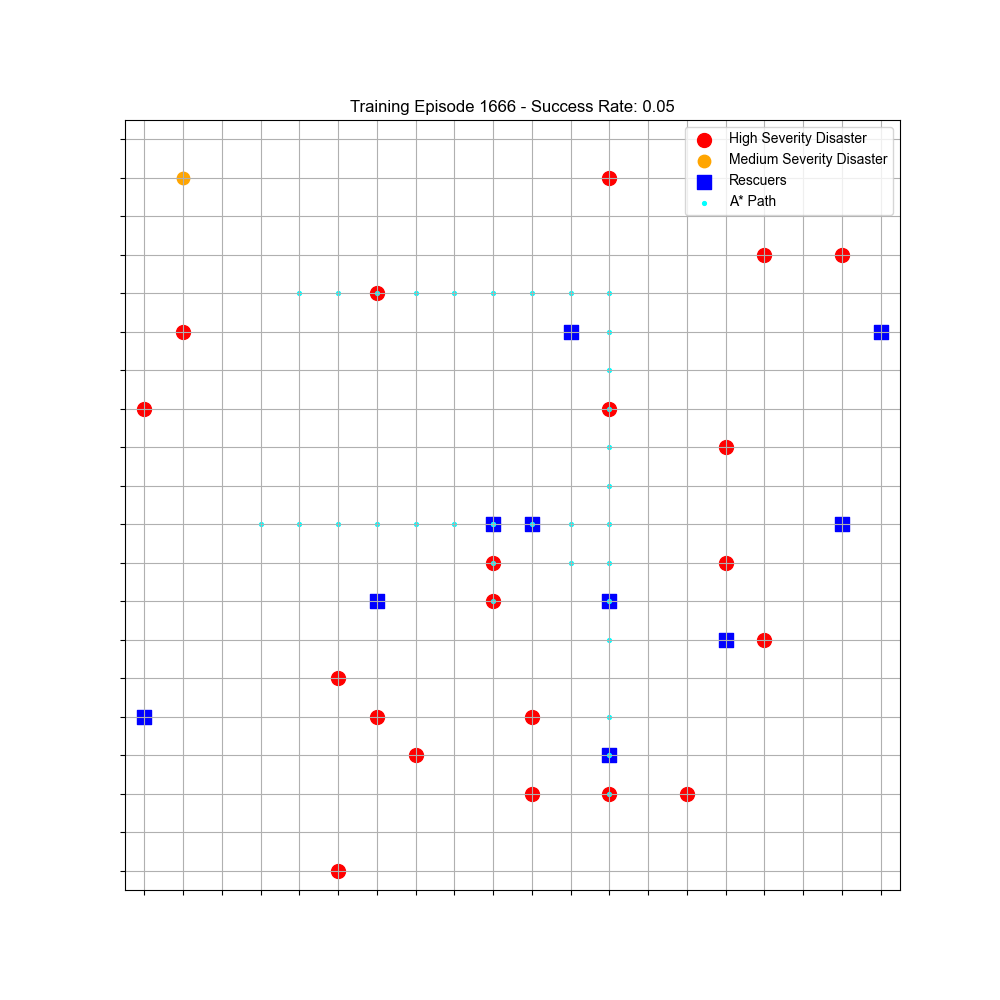 Training Episode 1666 - Success Rate: 0.05
High Severity Disaster
Medium Severity Disaster
Rescuers
A* Path